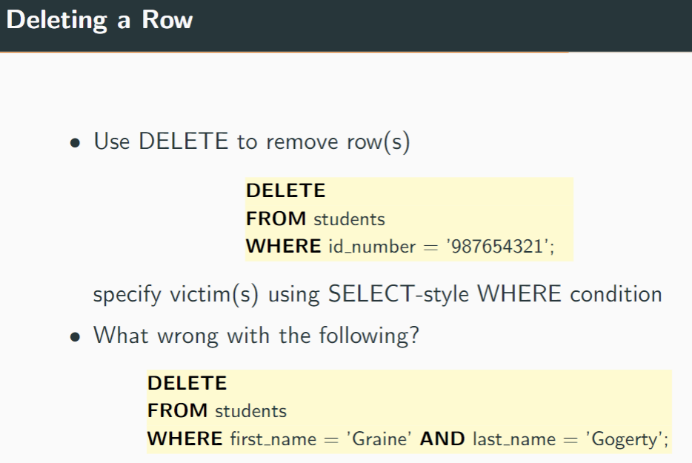 Deleting a Row
• Use DELETE to remove row(s)
DELETE
FROM students
WHERE id_number = '987654321';
specify victim(s) using SELECT-style WHERE condition
• What wrong with the following?
DELETE
FROM students
WHERE first_name = 'Graine' AND last_name = 'Gogerty';